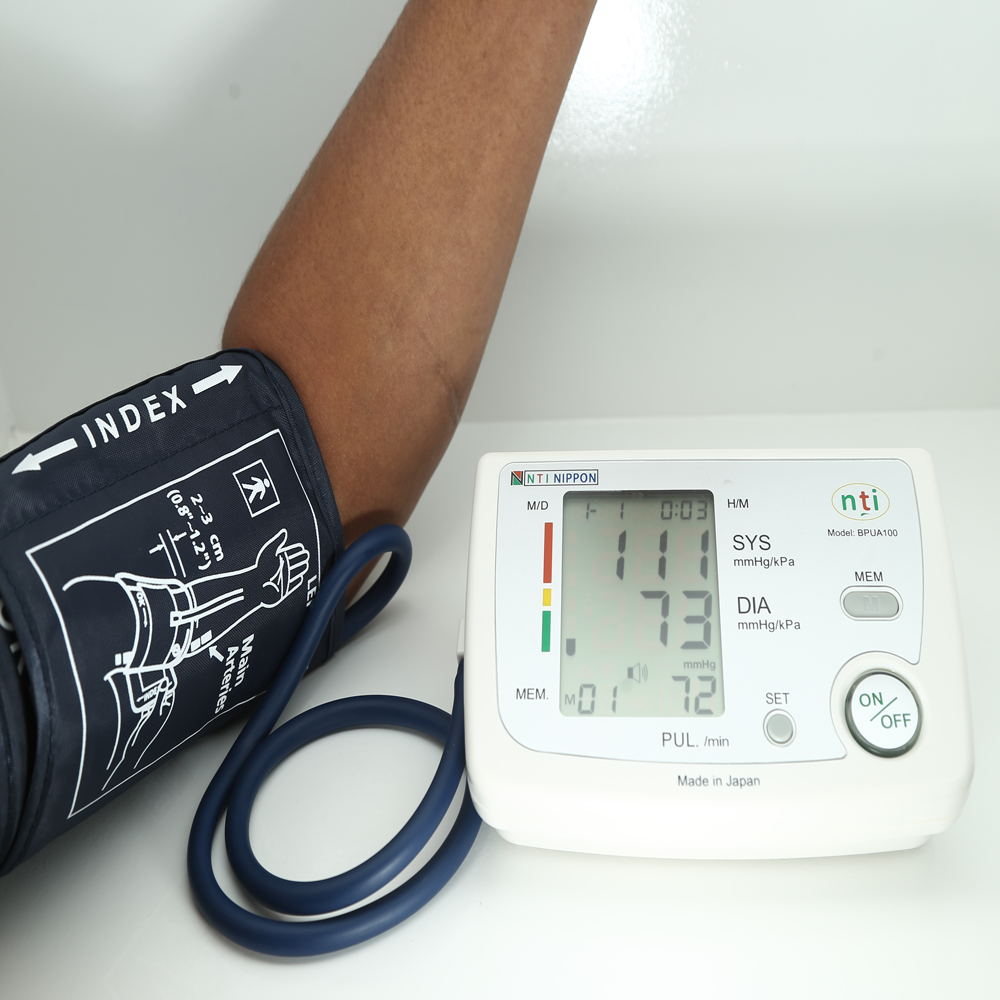 INDEX
2~3 cm
(0.8"~1.2")
Main
Arteries
NTI NIPPON
M/D
1- 1 0:03
H/M
nti
Model: BPUA100
111
SYS
mmHg/kPa
MEM
M
73
DIA
mmHg/kPa
mmHg
MEM.
M01
72
SET
ON/OFF
PUL. /min
Made in Japan